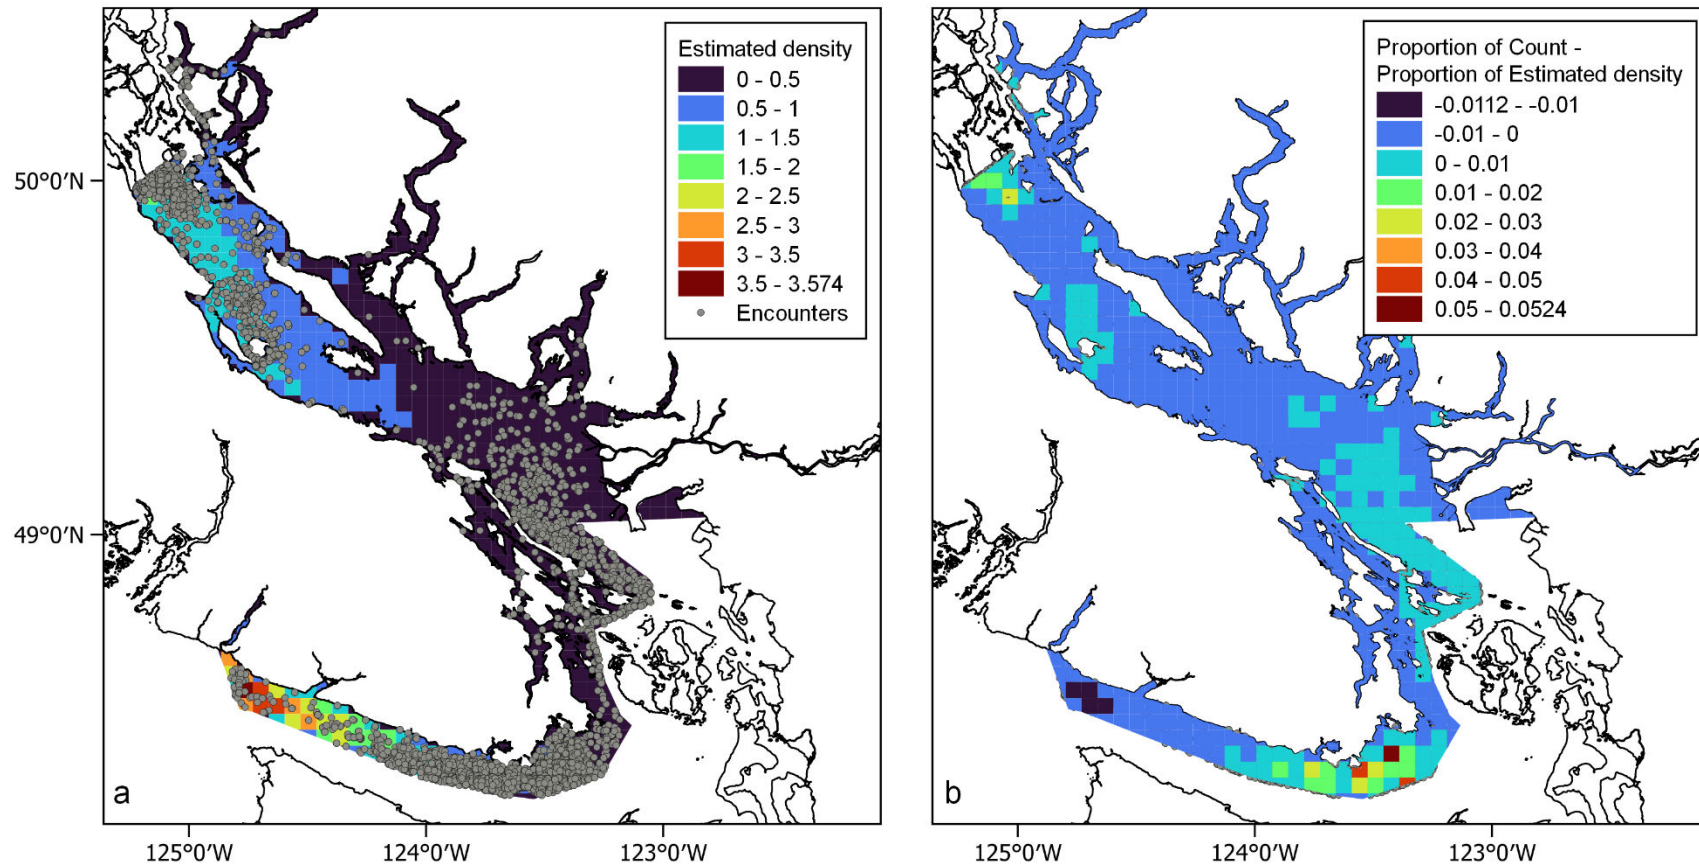 Estimated density
0 - 0.5
0.5 - 1
1 - 1.5
1.5 - 2
2 - 2.5
2.5 - 3
3 - 3.5
3.5 - 3.574
Encounters
50°0′N
49°0′N
a
125°0′W
124°0′W
123°0′W
Proportion of Count -
Proportion of Estimated density
-0.0112 - -0.01
-0.01 - 0
0 - 0.01
0.01 - 0.02
0.02 - 0.03
0.03 - 0.04
0.04 - 0.05
0.05 - 0.0524
b
125°0′W
124°0′W
123°0′W